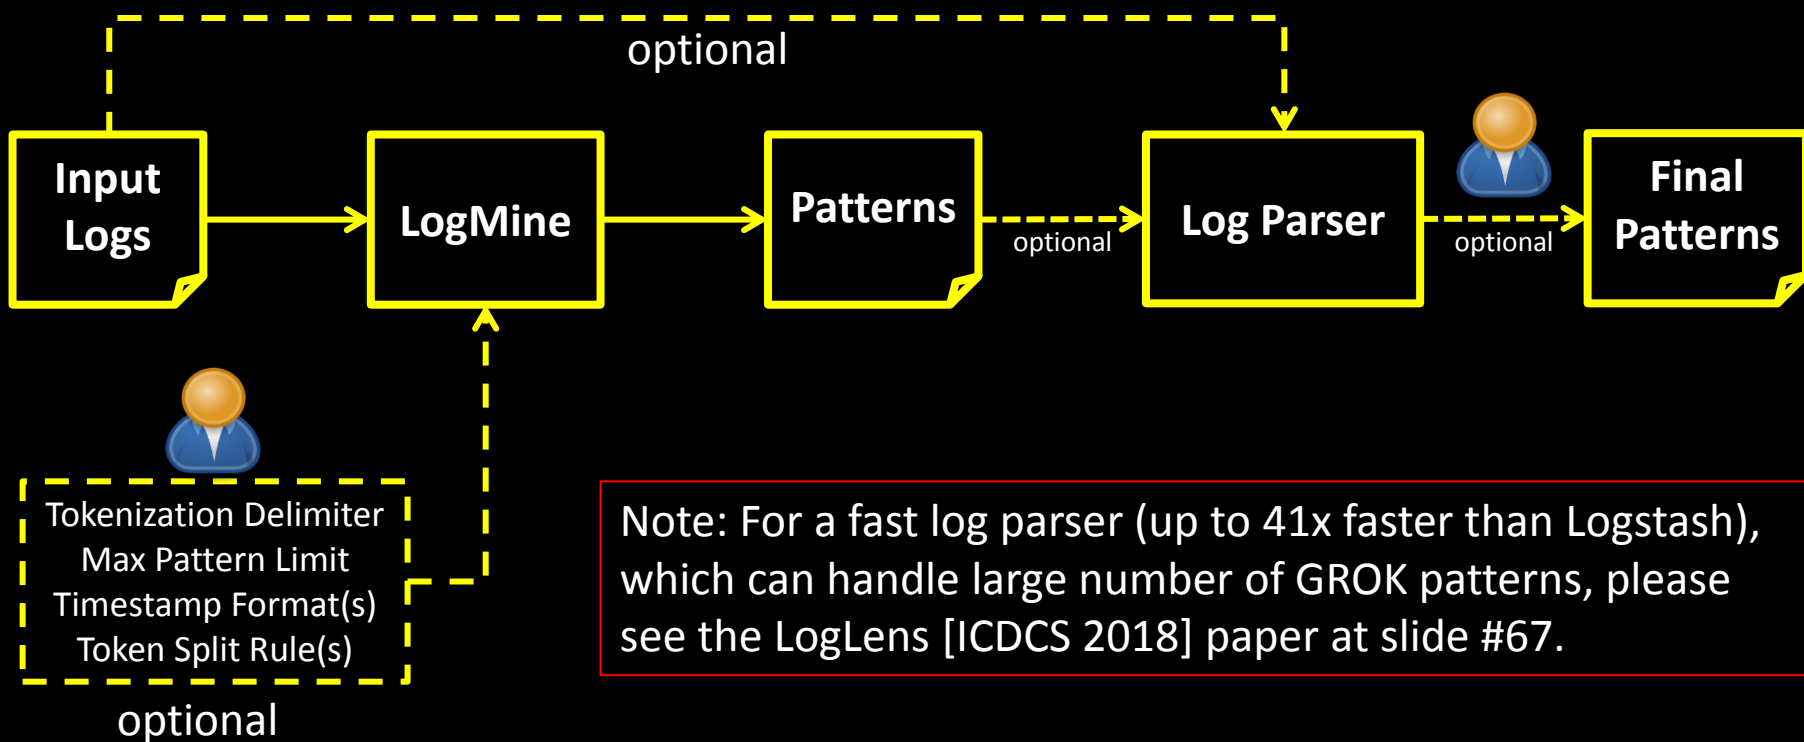 optional
Input
Logs
LogMine
Patterns
optional
Log Parser
optional
Final
Patterns
Tokenization Delimiter
Max Pattern Limit
Timestamp Format(s)
Token Split Rule(s)
optional
Note: For a fast log parser (up to 41x faster than Logstash),
which can handle large number of GROK patterns, please
see the LogLens [ICDCS 2018] paper at slide #67.